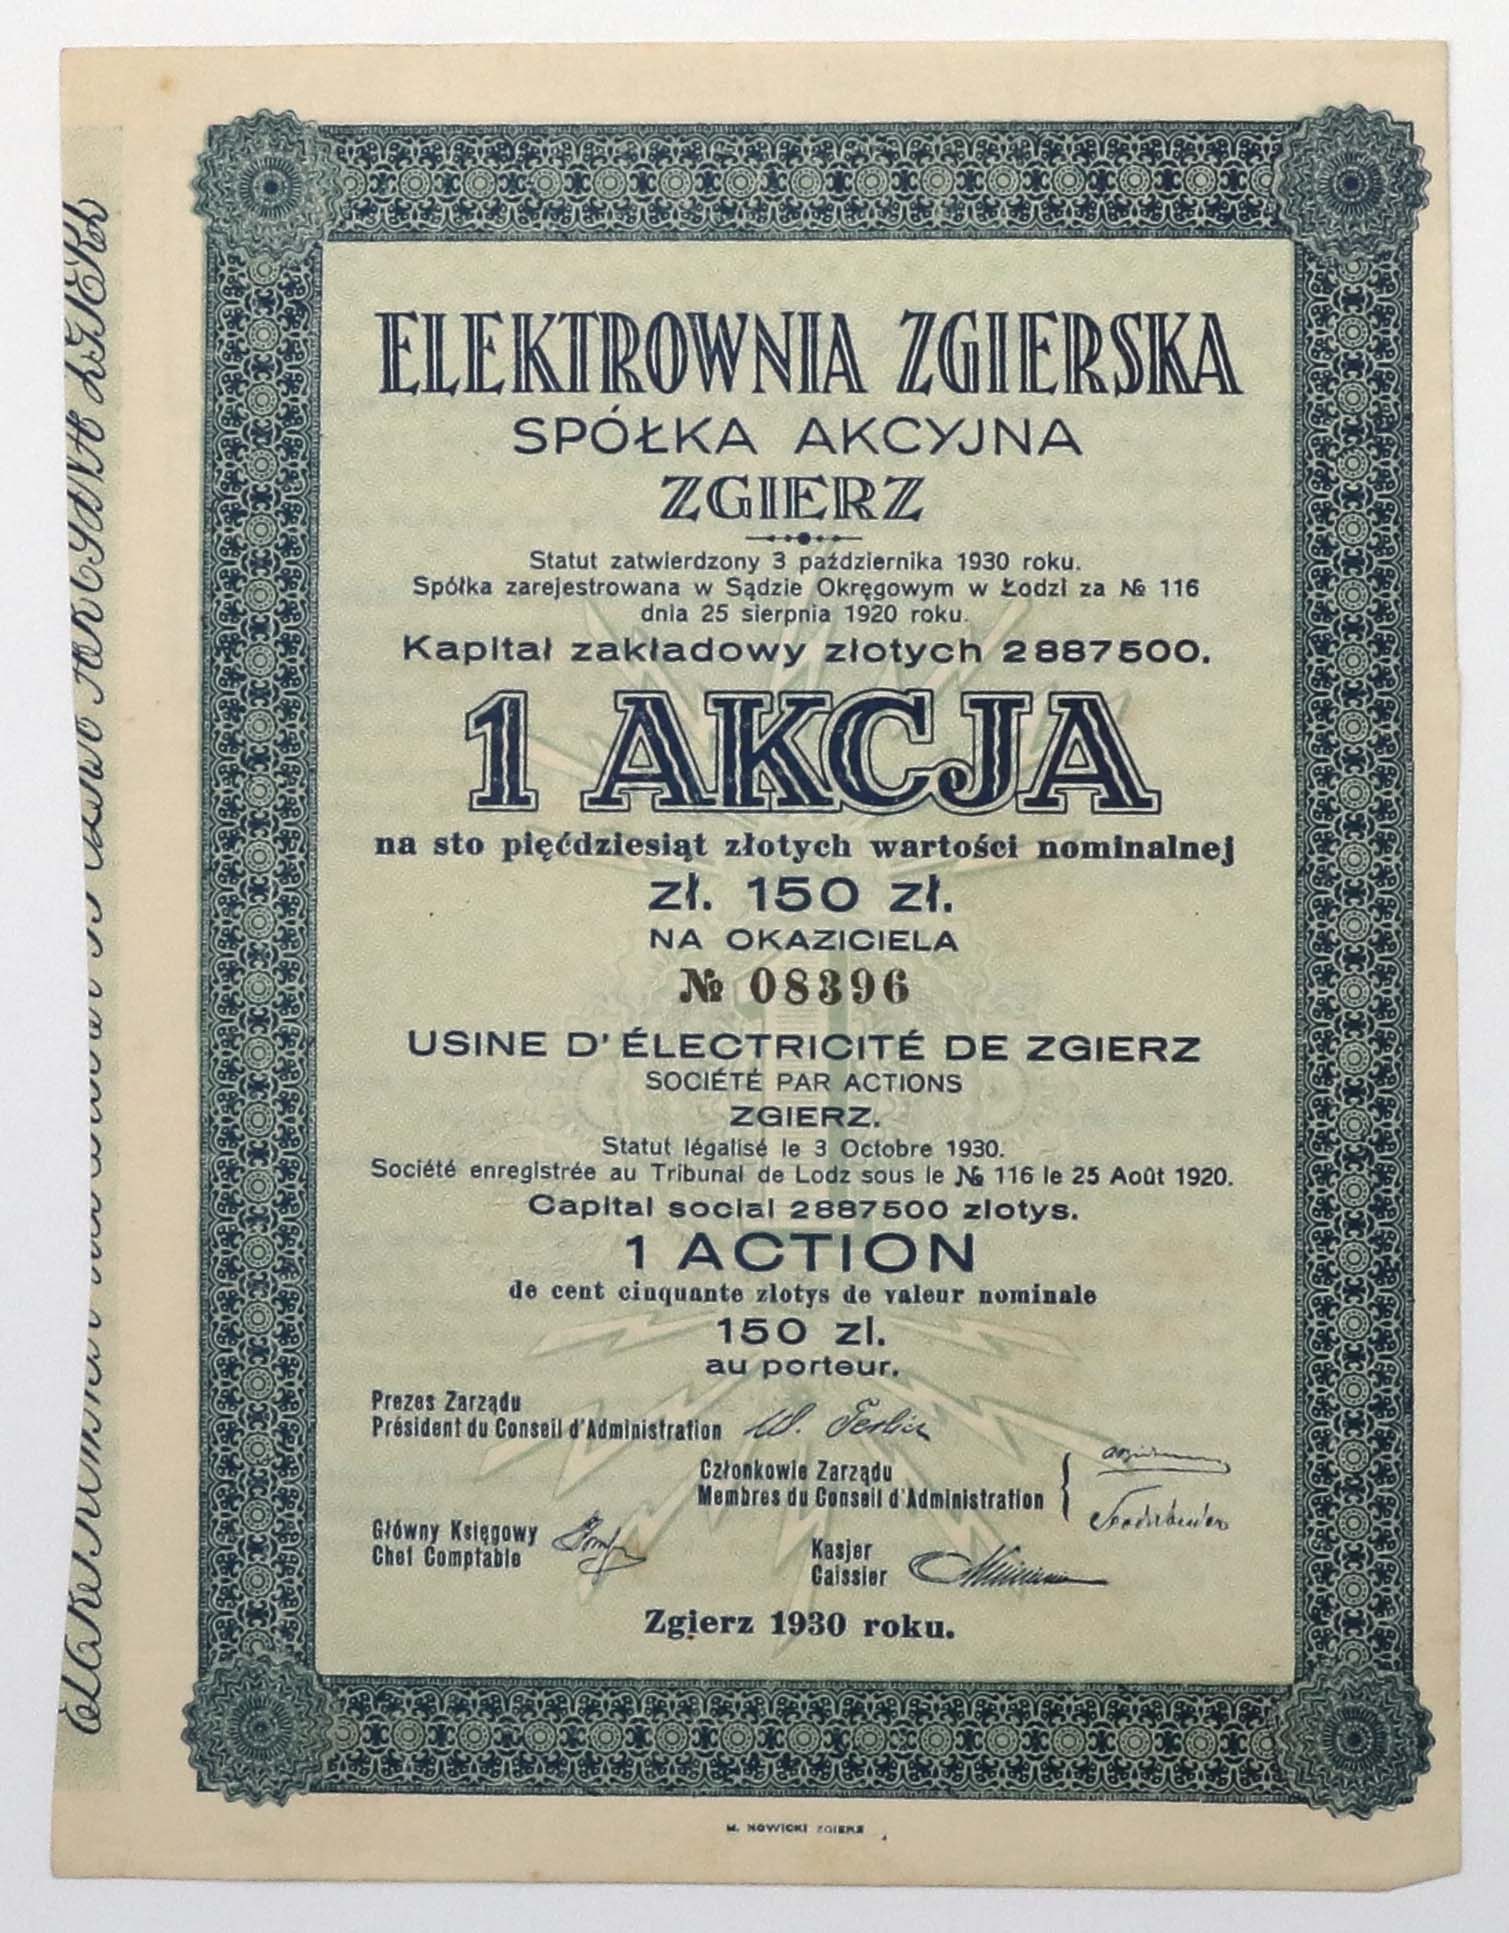 ELEKTROWNIA ZGIERSKA
SPÓŁKA AKCYJNA
ZGIERZ
Statut zatwierdzony 3 października 1930 roku.
Spółka zarejestrowana w Sądzie Okręgowym w Łodzi za № 116
dnia 25 sierpnia 1920 roku.
Kapitał zakładowy złotych 2887500.
1 AKCJA
na sto pięćdziesiąt złotych wartości nominalnej
zł. 150 zł.
NA OKAZICIELA
№ 08396
USINE D'ÉLECTRICITÉ DE ZGIERZ
SOCIÉTÉ PAR ACTIONS
ZGIERZ.
Statut légalisé le 3 Octobre 1930.
Société enregistrée au Tribunal de Lodz sous le № 116 le 25 Août 1920.
Capital social 2887500 zlotys.
1 ACTION
de cent cinquante zlotys de valeur nominale
150 zl.
au porteur.
Prezes Zarządu
Président du Conseil d'Administration
Członkowie Zarządu
Membres du Conseil d'Administration
Główny Księgowy
Chef Comptable
Kasjer
Caissier
Zgierz 1930 roku.
M. NOWICKI ZGIERZ